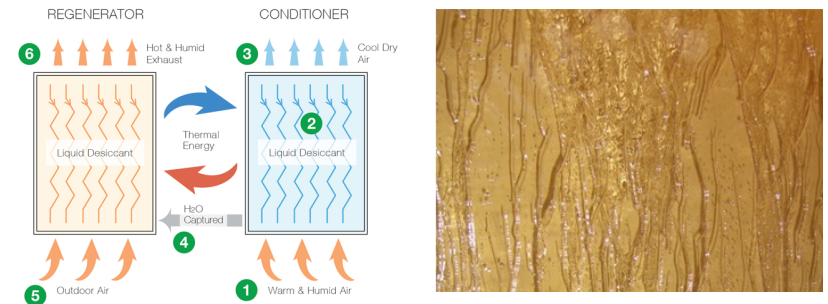 REGENERATOR
CONDITIONER
6
Hot & Humid
Exhaust
3
Cool Dry
Air
2
Thermal
Energy
Liquid Desiccant
Liquid Desiccant
H2O
Captured
4
5
Outdoor Air
1
Warm & Humid Air